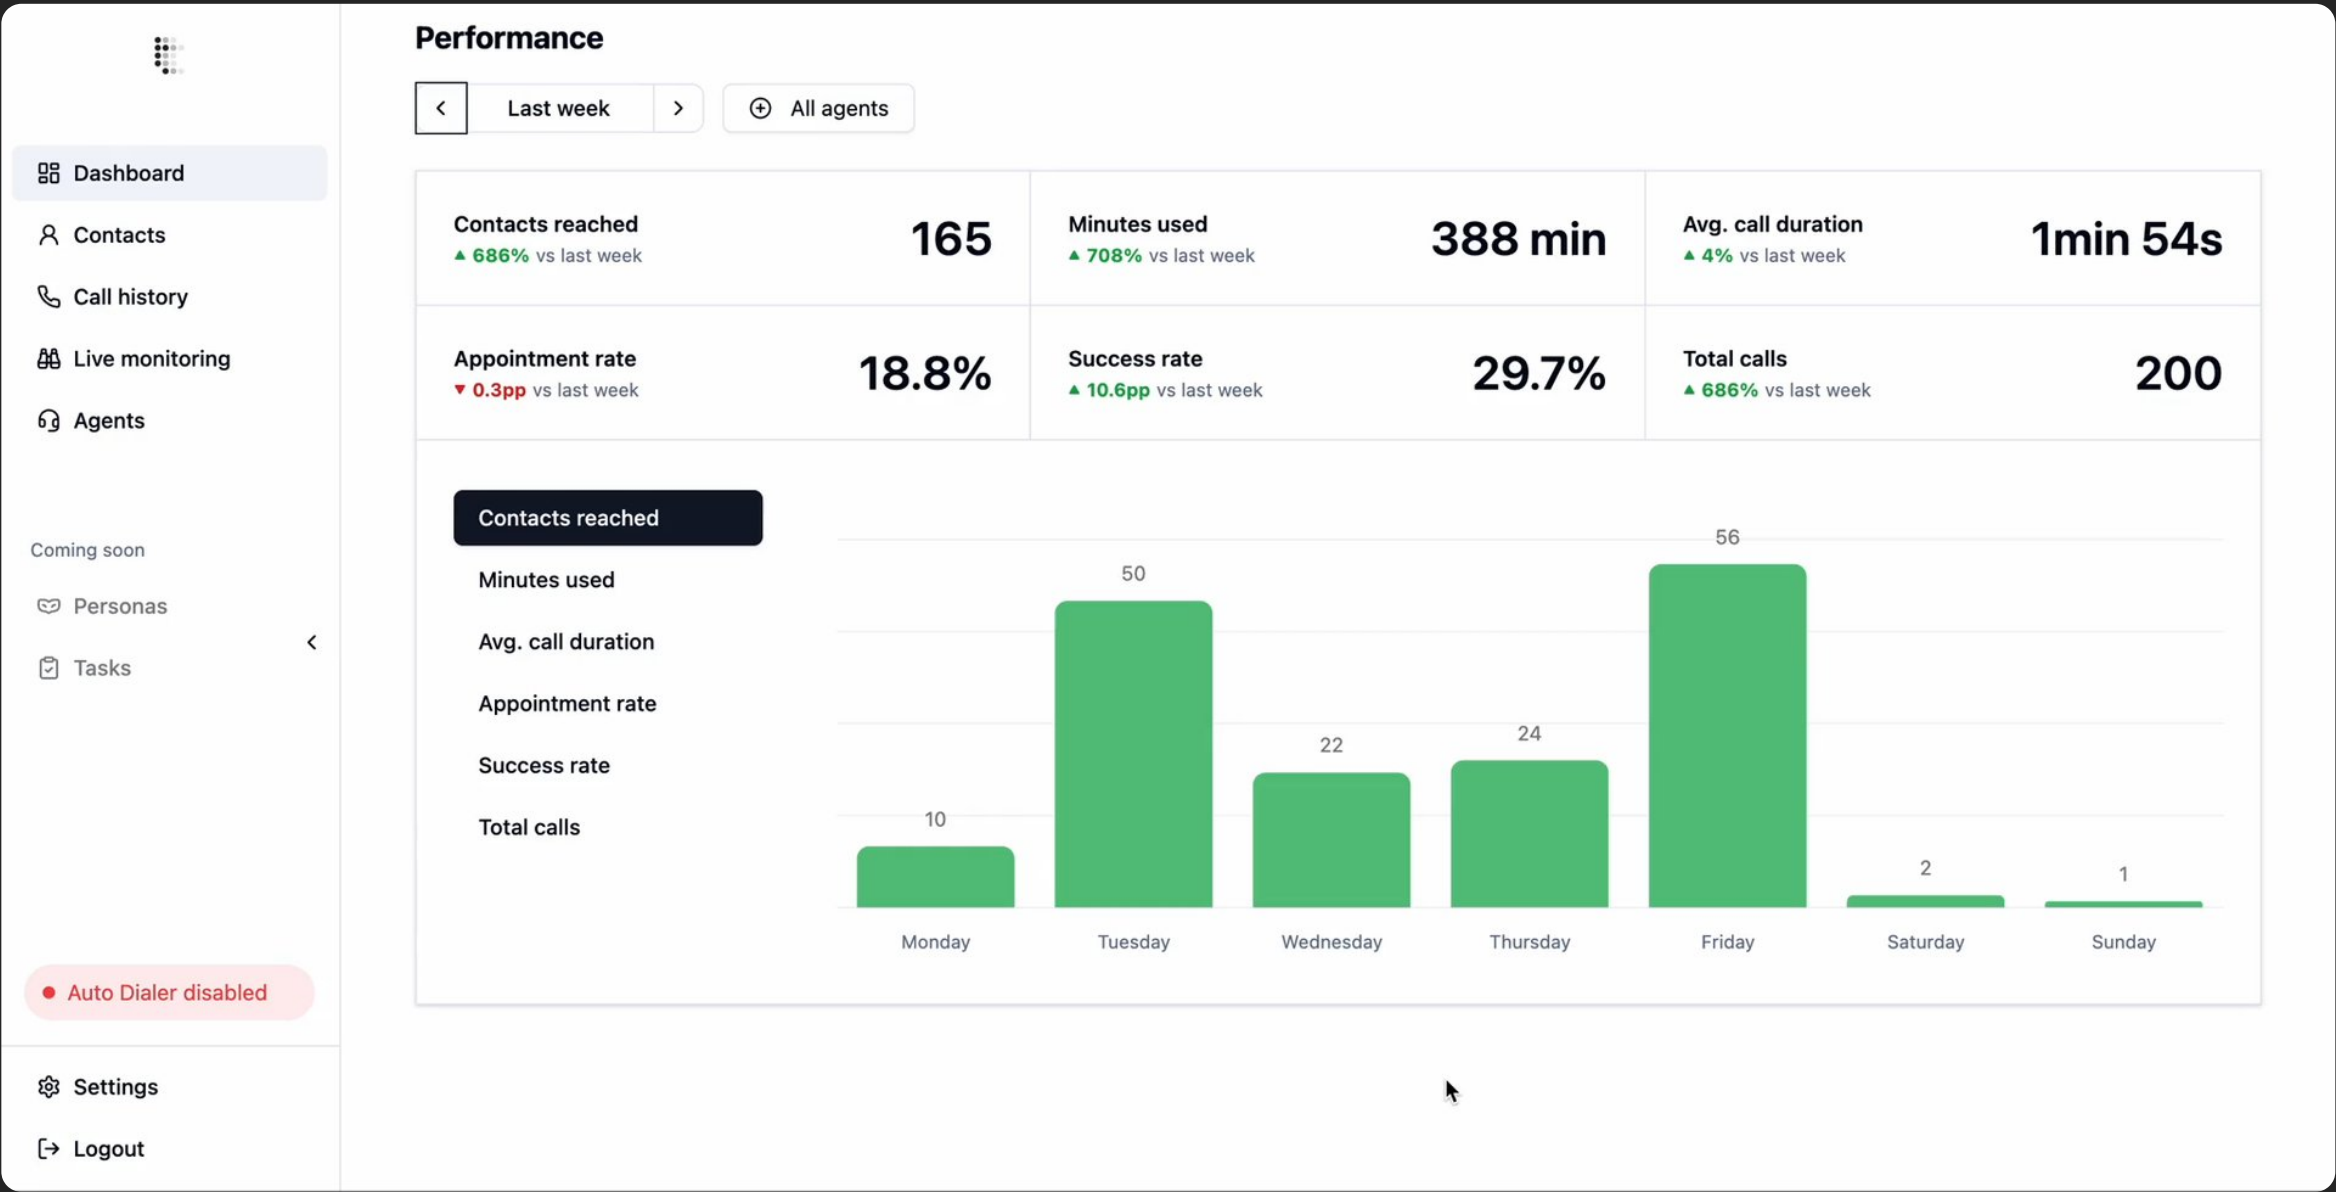 Performance
Last week
All agents
Dashboard
Contacts
Call history
Live monitoring
Agents
Coming soon
Personas
Tasks
Auto Dialer disabled
Settings
Logout
Contacts reached
686% vs last week
165
Minutes used
708% vs last week
388 min
Avg. call duration
4% vs last week
1min 54s
Appointment rate
0.3pp vs last week
18.8%
Success rate
10.6pp vs last week
29.7%
Total calls
686% vs last week
200
Contacts reached
Minutes used
Avg. call duration
Appointment rate
Success rate
Total calls
10
50
22
24
56
2
1
Monday
Tuesday
Wednesday
Thursday
Friday
Saturday
Sunday